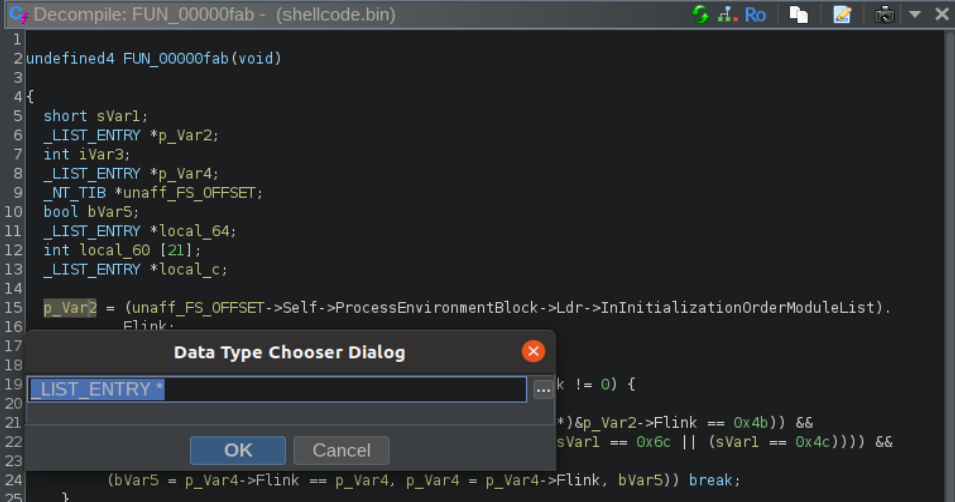 Decompile: FUN_00000fab - (shellcode.bin)
Ro
1
2 undefined4 FUN_00000fab(void)
3
4 {
5 short sVar1;
6 _LIST_ENTRY *p_Var2;
7 int iVar3;
8 _LIST_ENTRY *p_Var4;
9 _NT_TIB *unaff_FS_OFFSET;
10 bool bVar5;
11 _LIST_ENTRY *local_64;
12 int local_60 [21];
13 _LIST_ENTRY *local_c;
14
15 p_Var2 = (unaff_FS_OFFSET->Self->ProcessEnvironmentBlock->Ldr->InInitializationOrderModuleList).
16 Flink;
17
Data Type Chooser Dialog
18
19 k != 0) {
_LIST_ENTRY *
...
20
21 *)&p_Var2->Flink == 0x4b)) &&
22 sVar1 == 0x6c || (sVar1 == 0x4c)))) &&
OK Cancel
23
24 (bVar5 = p_Var4->Flink == p_Var4, p_Var4 = p_Var4->Flink, bVar5)) break;
25 }